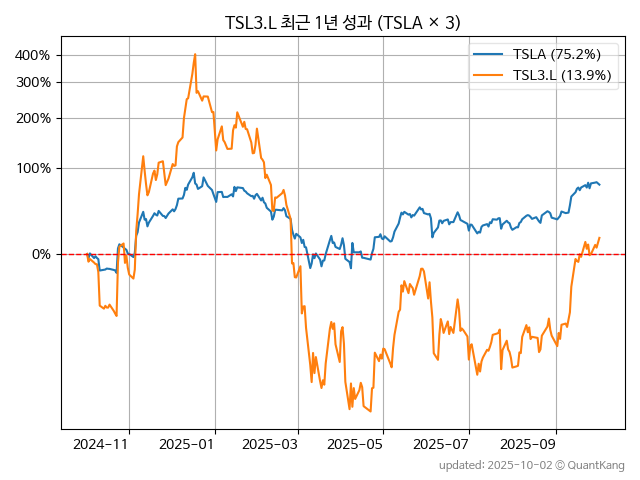 TSL3.L 최근 1년 성과 (TSLA × 3)
TSLA (75.2%)
TSL3.L (13.9%)
400%
300%
200%
100%
0%
2024-11
2025-01
2025-03
2025-05
2025-07
2025-09
updated: 2025-10-02 © QuantKang